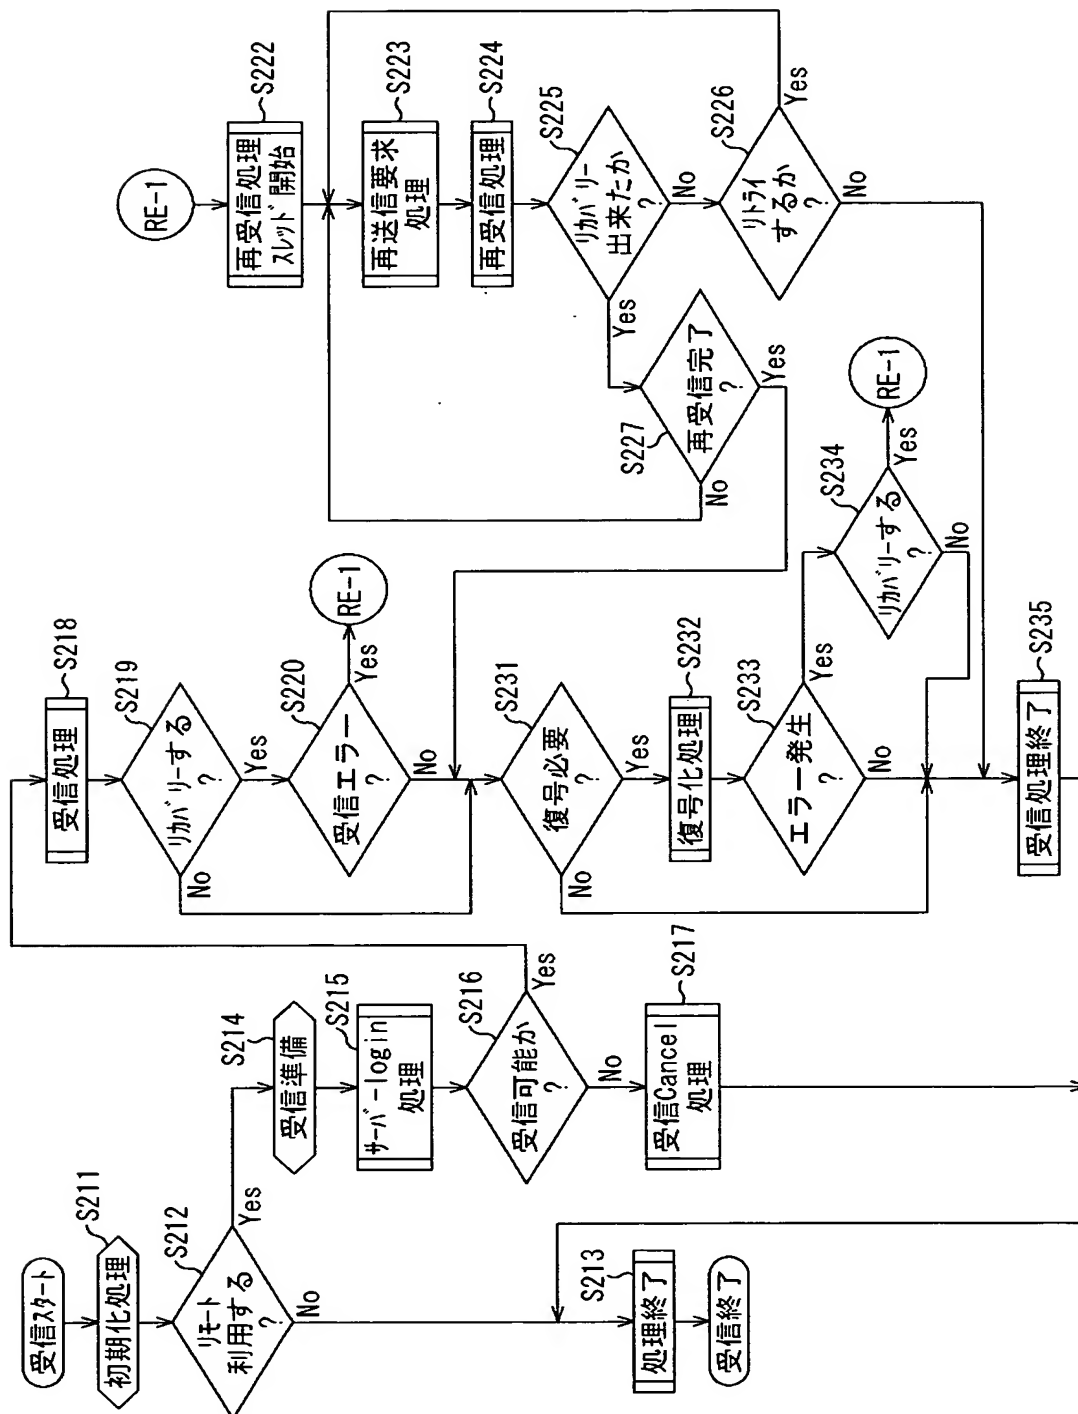 受信スタート
初期化処理
S211
リモート
利用する
?
S212
Yes
No
処理終了
S213
受信終了
受信準備
S214
サーバ-login
処理
S215
受信可能か
?
S216
Yes
No
受信Cancel
処理
S217
受信処理
S218
リカバリーする
?
S219
Yes
No
受信エラー
?
S220
Yes
No
RE-1
復号必要
?
S231
Yes
No
復号化処理
S232
エラー発生
?
S233
Yes
No
リカバリーする
?
S234
Yes
No
RE-1
受信処理終了
S235
RE-1
再受信処理
スレッド開始
S222
再送信要求
処理
S223
再受信処理
S224
リカバリー
出来たか
?
S225
Yes
No
リトライ
するか
?
S226
Yes
No
再受信完了
?
S227
Yes
No